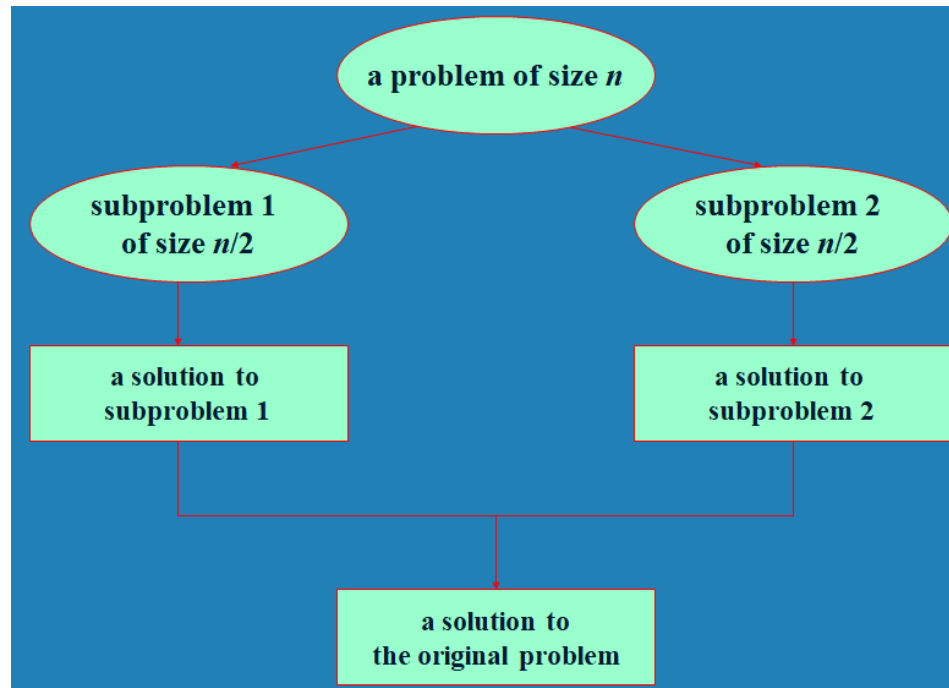 a problem of size n
subproblem 1
of size n/2
subproblem 2
of size n/2
a solution to
subproblem 1
a solution to
subproblem 2
a solution to
the original problem